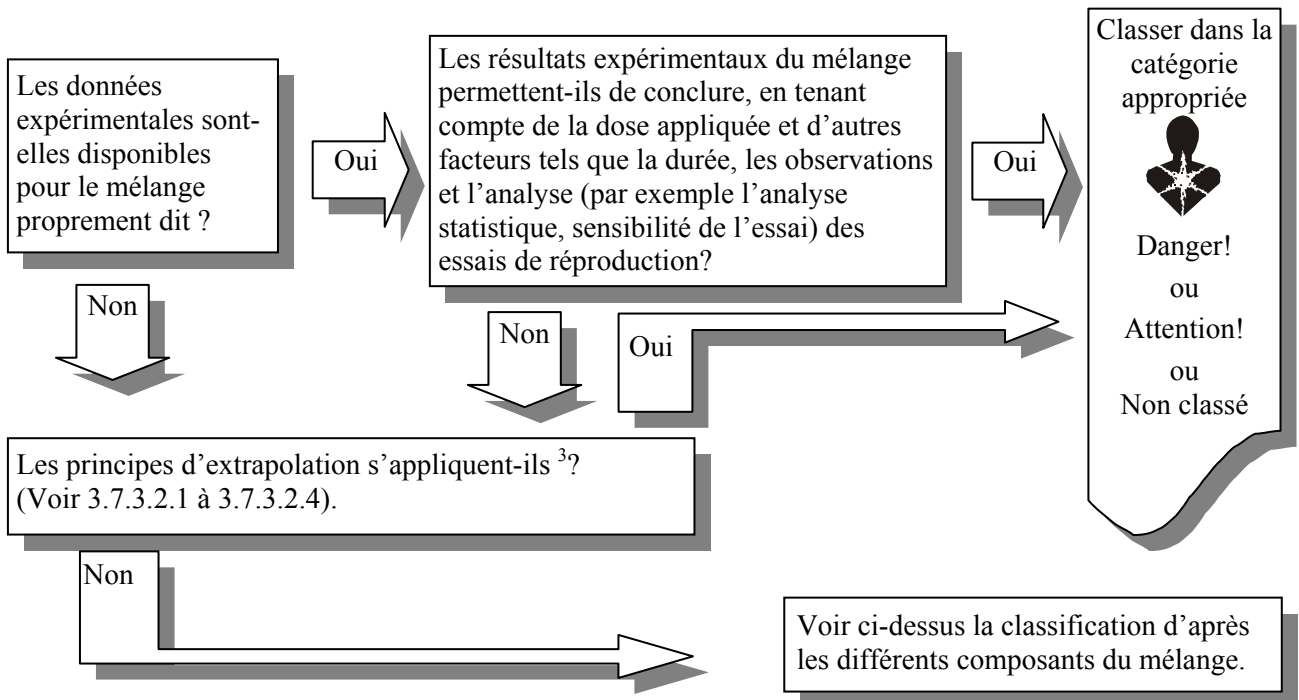 Les données
expérimentales sont-
elles disponibles
pour le mélange
proprement dit ?
Oui
Les résultats expérimentaux du mélange
permettent-ils de conclure, en tenant
compte de la dose appliquée et d'autres
facteurs tels que la durée, les observations
et l'analyse (par exemple l'analyse
statistique, sensibilité de l'essai) des
essais de réproduction?
Oui
Classer dans la
catégorie
appropriée
Danger!
ou
Attention!
ou
Non classé
Non
Non
Oui
Les principes d'extrapolation s'appliquent-ils ³?
(Voir 3.7.3.2.1 à 3.7.3.2.4).
Non
Voir ci-dessus la classification d'après
les différents composants du mélange.